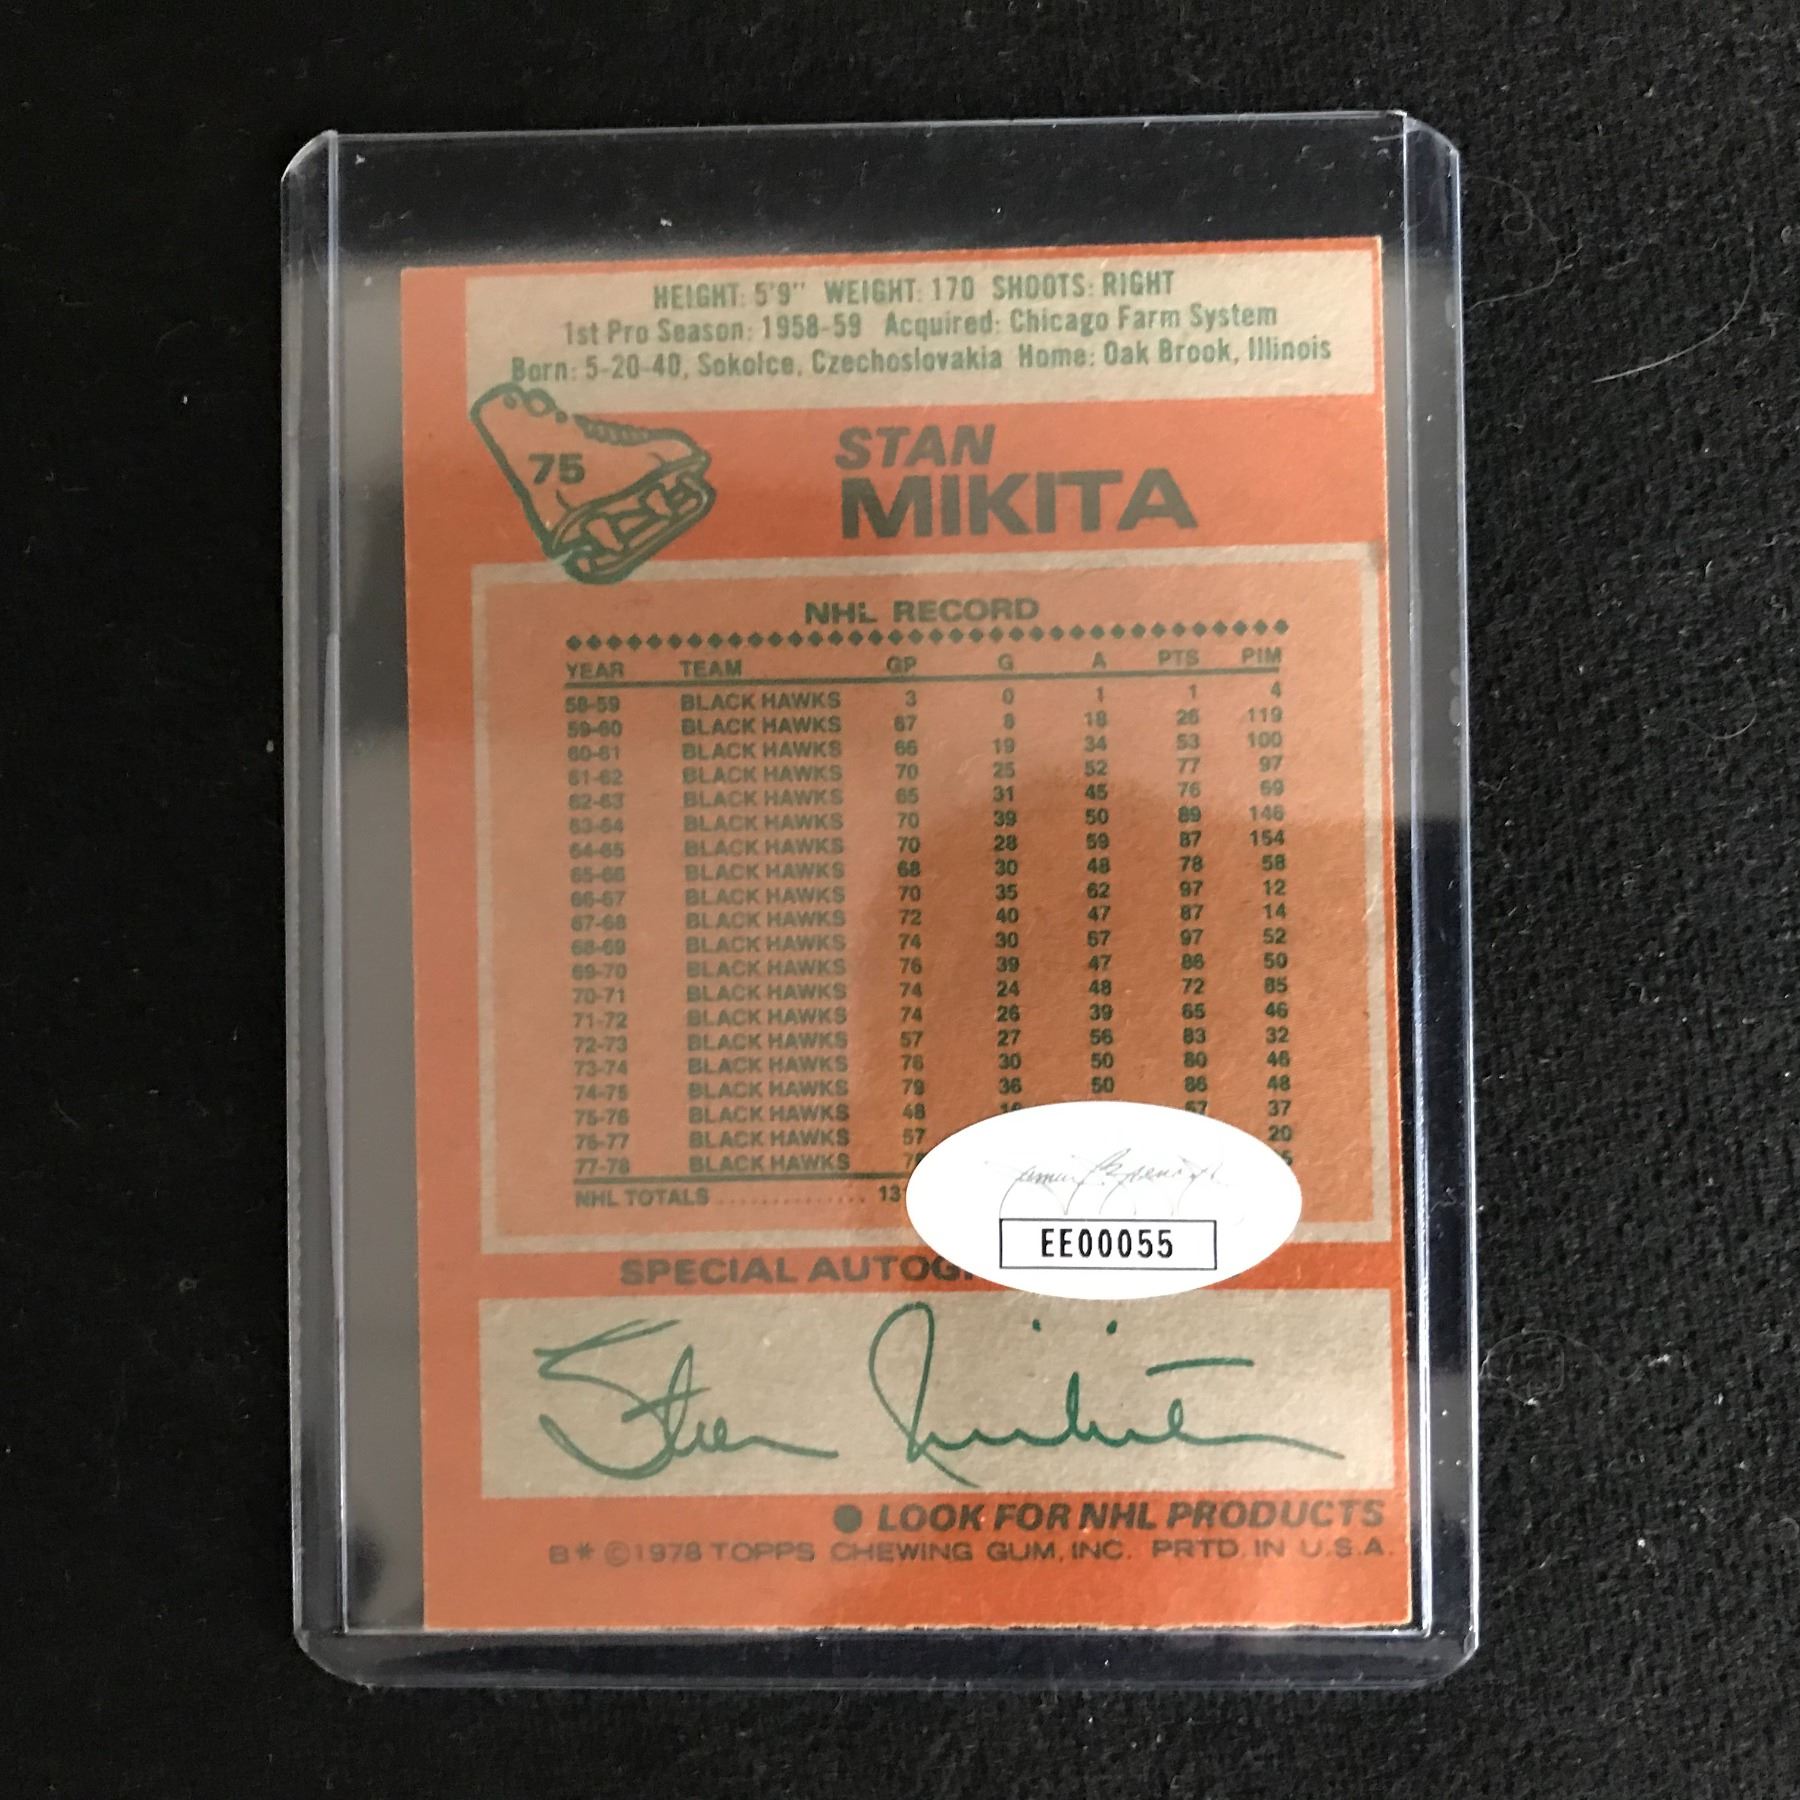 HEIGHT: 5'9" WEIGHT: 170 SHOOTS: RIGHT
1st Pro Season: 1958-59 Acquired: Chicago Farm System
Born: 5-20-40, Sokolce, Czechoslovakia Home: Oak Brook, Illinois
75
STAN
MIKITA
NHL RECORD
YEAR TEAM GP G A PTS PIM
58-59 BLACK HAWKS 3 0 1 1 4
59-60 BLACK HAWKS 67 8 18 26 119
60-61 BLACK HAWKS 66 19 34 53 100
61-62 BLACK HAWKS 70 25 52 77 97
62-63 BLACK HAWKS 65 31 45 76 69
63-64 BLACK HAWKS 70 39 50 89 146
64-65 BLACK HAWKS 70 28 59 87 154
65-66 BLACK HAWKS 68 30 48 78 58
66-67 BLACK HAWKS 70 35 62 97 12
67-68 BLACK HAWKS 72 40 47 87 14
68-69 BLACK HAWKS 74 30 67 97 52
69-70 BLACK HAWKS 76 39 47 86 50
70-71 BLACK HAWKS 74 24 48 72 85
71-72 BLACK HAWKS 74 26 39 65 46
72-73 BLACK HAWKS 57 27 56 83 32
73-74 BLACK HAWKS 76 30 50 80 46
74-75 BLACK HAWKS 79 36 50 86 48
75-76 BLACK HAWKS 48 57 37
76-77 BLACK HAWKS 57 20
77-78 BLACK HAWKS
NHL TOTALS
EE00055
SPECIAL AUTOG
Stan Mikita
LOOK FOR NHL PRODUCTS
B* ©1978 TOPPS CHEWING GUM, INC. PRTD. IN U.S.A.